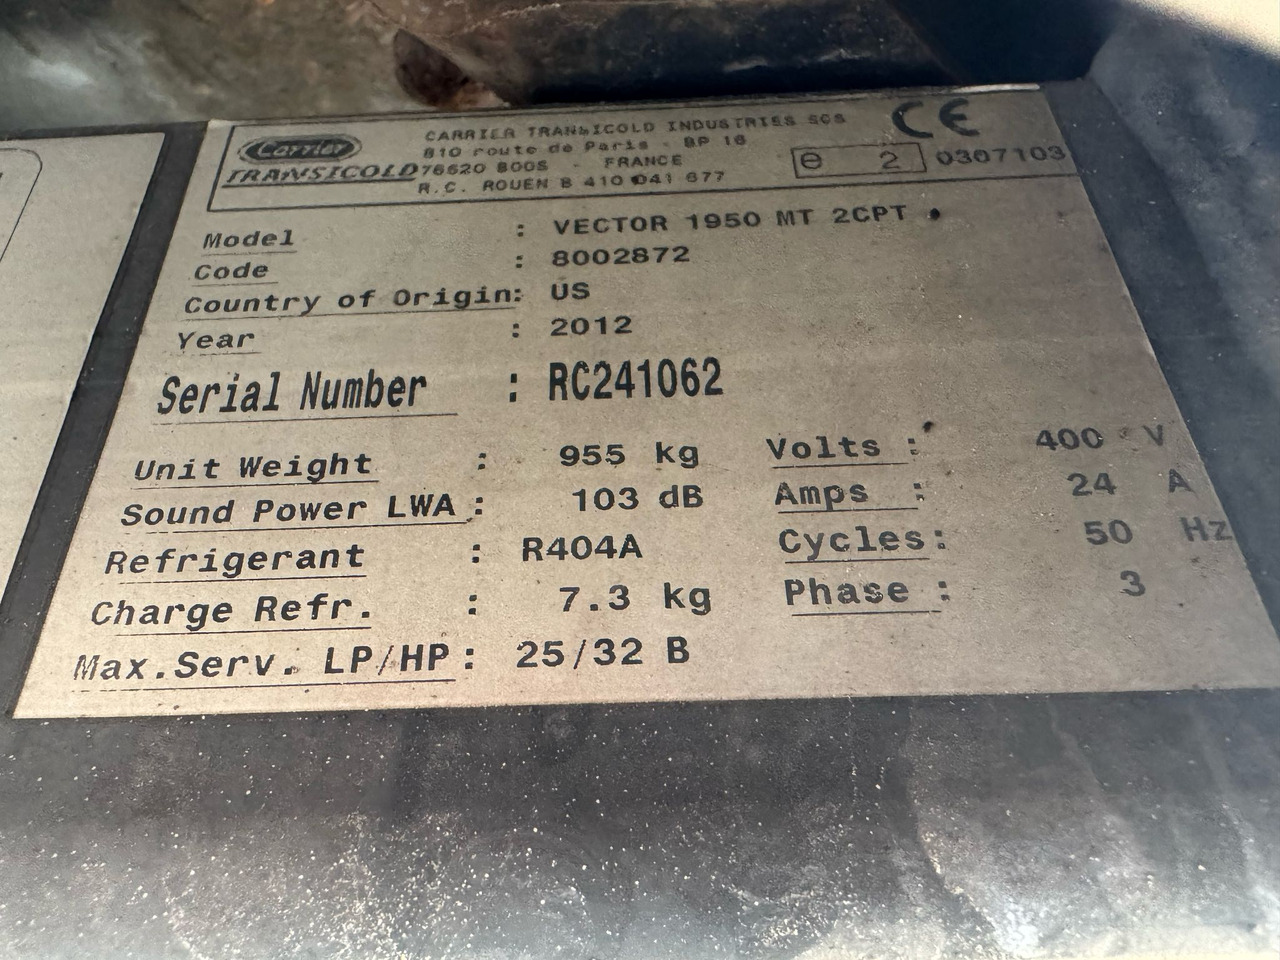 Carrier
TRANSICOLD
CARRIER TRANSICOLD INDUSTRIES SCS
810 route de Paris - BP 16
76520 BOOS - FRANCE
R.C. ROUEN B 410 041 677
CE
e 2 0307103
Model : VECTOR 1950 MT 2CPT
Code : 8002872
Country of Origin: US
Year : 2012
Serial Number : RC241062
Unit Weight : 955 kg
Sound Power LWA : 103 dB
Refrigerant : R404A
Charge Refr. : 7.3 kg
Max.Serv. LP/HP : 25/32 B
Volts : 400 V
Amps : 24 A
Cycles: 50 Hz
Phase : 3